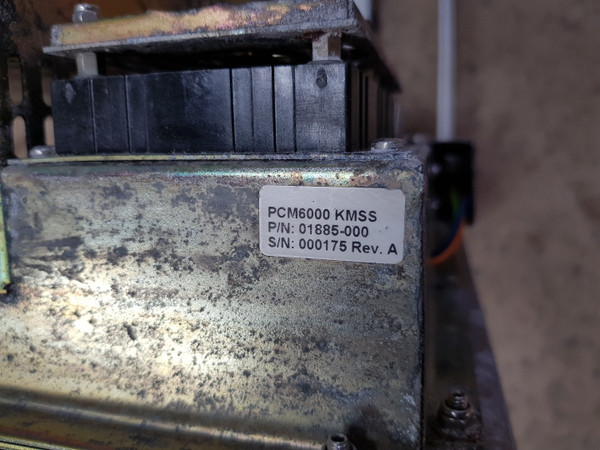 PCM6000 KMSS
P/N: 01885-000
S/N: 000175 Rev. A